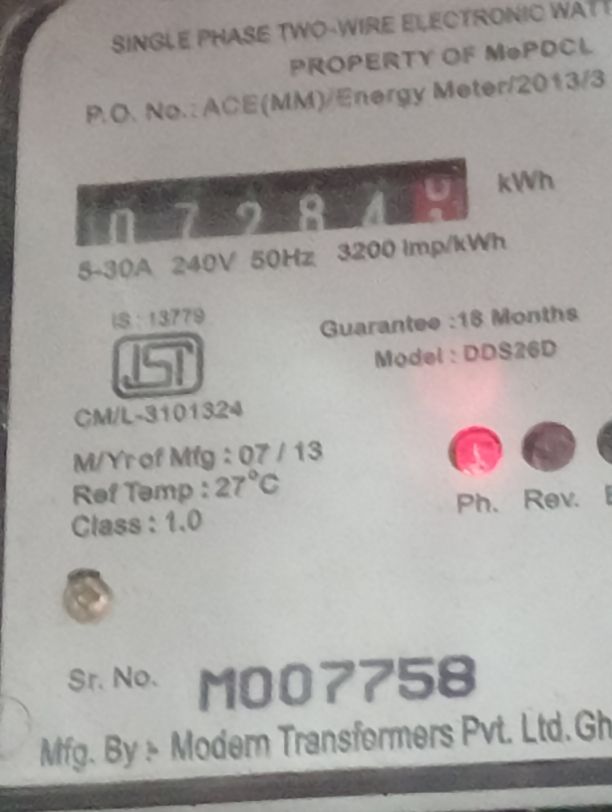 SINGLE PHASE TWO-WIRE ELECTRONIC WATT
PROPERTY OF MePDCL
P.O. No.: ACE(MM)/Energy Meter/2013/3
0 7 2 8 4 kWh
5-30A 240V 50Hz 3200 imp/kWh
IS : 13779
Guarantee :18 Months
Model : DDS26D
CM/L-3101324
M/Yr of Mfg : 07 / 13
Ref Temp : 27°C
Class : 1.0
Ph. Rev.
Sr. No. M007758
Mfg. By :- Modern Transformers Pvt. Ltd. Gh